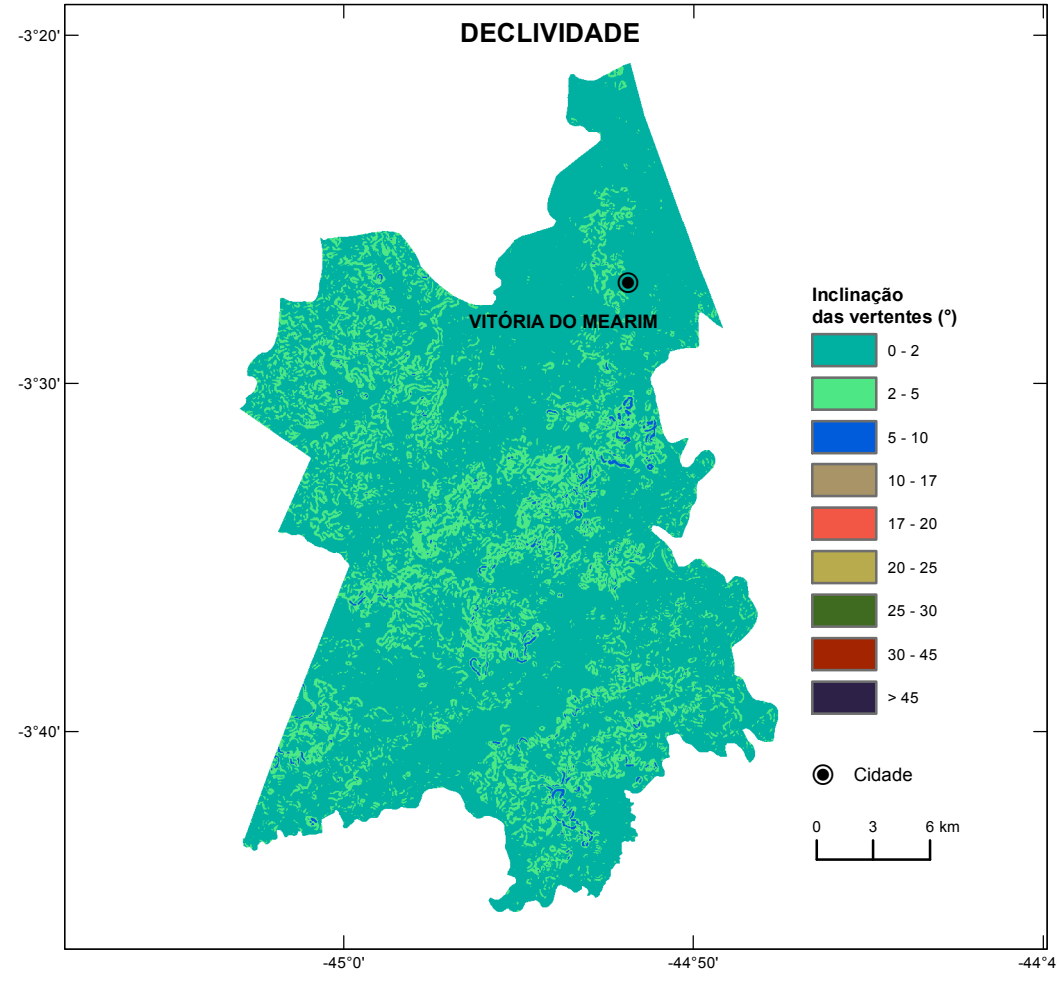 DECLIVIDADE
-3°20'
-3°30'
-3°40'
VITÓRIA DO MEARIM
Inclinação
das vertentes (°)
0 - 2
2 - 5
5 - 10
10 - 17
17 - 20
20 - 25
25 - 30
30 - 45
> 45
Cidade
0 3 6 km
-45°0' -44°50' -44°4